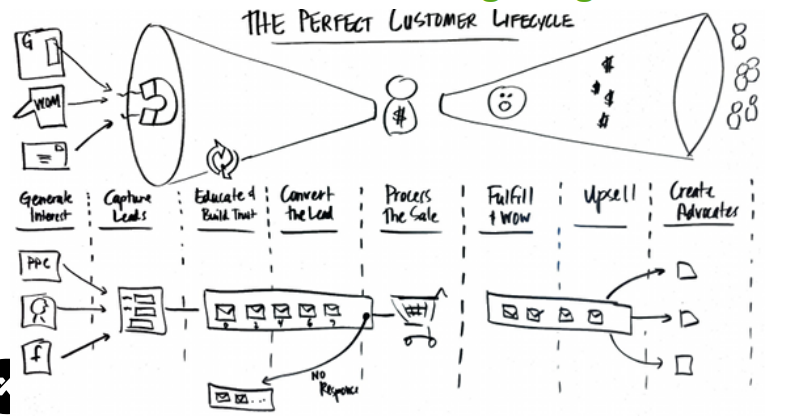 THE PERFECT CUSTOMER LIFECYCLE
G
WOM
$
$
$
$
$
Generate
Interest
Capture
Leads
Educate &
Build Trust
Convert
the Lead
Process
The Sale
Fulfill
& WOW
Upsell
Create
Advocates
PPC
f
NO
Response